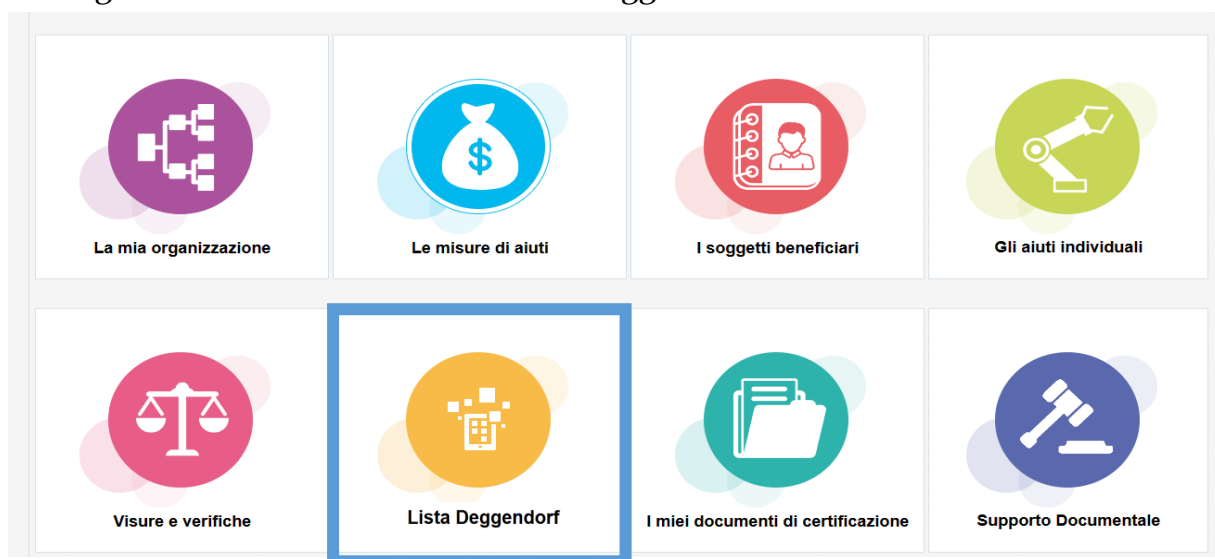 La mia organizzazione
Le misure di aiuti
I soggetti beneficiari
Gli aiuti individuali
Visure e verifiche
Lista Deggendorf
I miei documenti di certificazione
Supporto Documentale